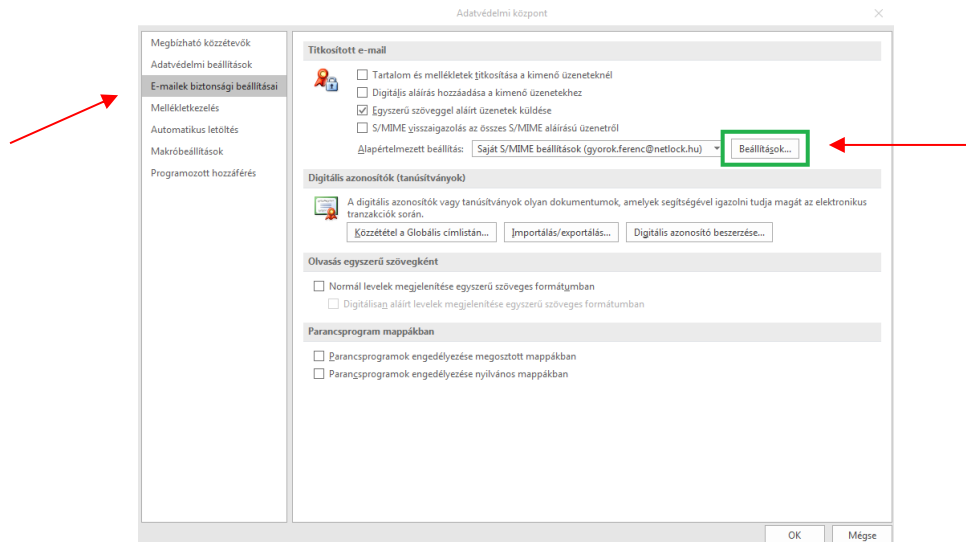 Adatvédelmi központ
Megbízható közzétevők
Adatvédelmi beállítások
E-mailek biztonsági beállításai
Mellékletkezelés
Automatikus letöltés
Makróbeállítások
Programozott hozzáférés
Titkosított e-mail
Tartalom és mellékletek titkosítása a kimenő üzeneteknél
Digitális aláírás hozzáadása a kimenő üzenetekhez
Egyszerű szöveggel aláírt üzenetek küldése
S/MIME visszaigazolás az összes S/MIME aláírású üzenetről
Alapértelmezett beállítás: Saját S/MIME beállítások (gyorok.ferenc@netlock.hu) Beállítások...
Digitális azonosítók (tanúsítványok)
A digitális azonosítók vagy tanúsítványok olyan dokumentumok, amelyek segítségével igazolni tudja magát az elektronikus
tranzakciók során.
Közzététel a Globális címlistán... Importálás/exportálás... Digitális azonosító beszerzése...
Olvasás egyszerű szövegként
Normál levelek megjelenítése egyszerű szöveges formátumban
Digitálisan aláírt levelek megjelenítése egyszerű szöveges formátumban
Parancsprogram mappákban
Parancsprogramok engedélyezése megosztott mappákban
Parancsprogramok engedélyezése nyilvános mappákban
OK Mégse